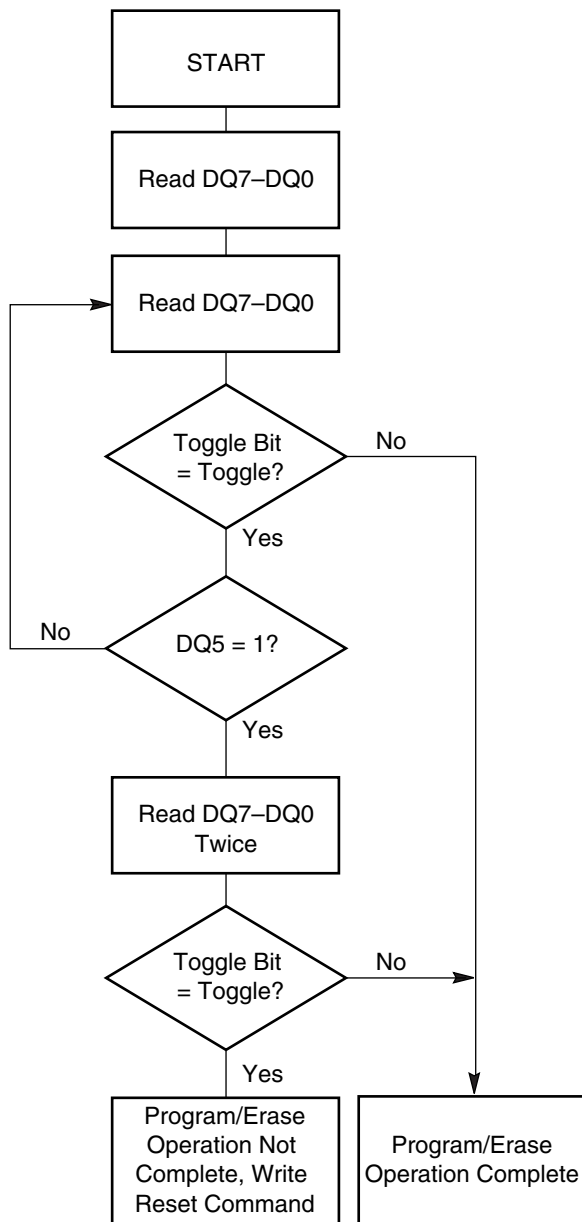 START
Read DQ7–DQ0
Read DQ7–DQ0
Toggle Bit
= Toggle?
No
Yes
No
DQ5 = 1?
Yes
Read DQ7–DQ0
Twice
Toggle Bit
= Toggle?
No
Yes
Program/Erase
Operation Not
Complete, Write
Reset Command
Program/Erase
Operation Complete